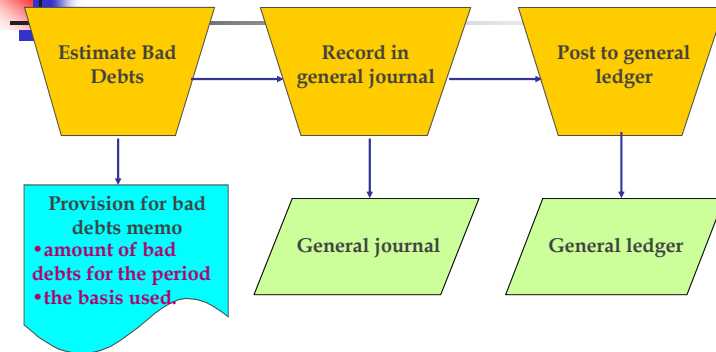 Estimate Bad
Debts
Record in
general journal
Post to general
ledger
Provision for bad
debts memo
•amount of bad
debts for the period
•the basis used.
General journal
General ledger